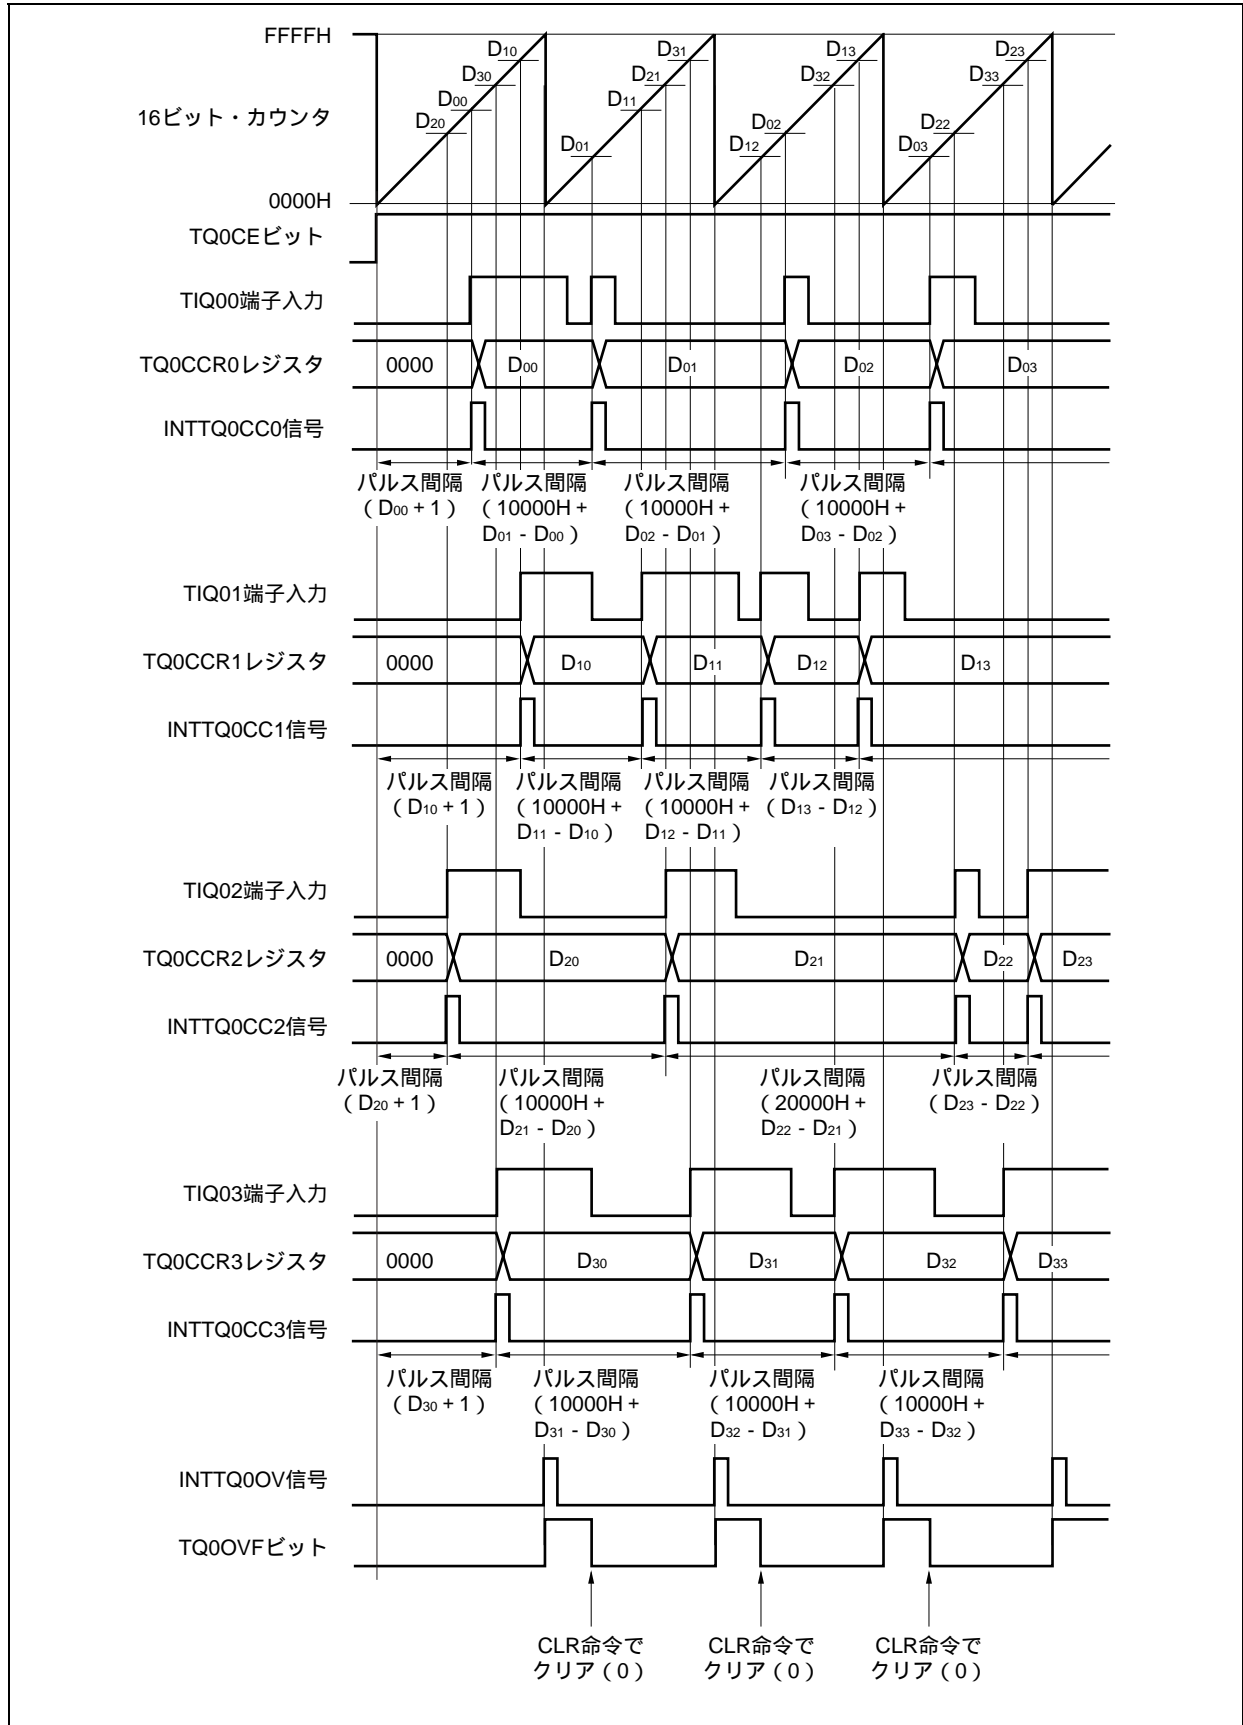 FFFFH
D10
D31
D13
D23
D30
D21
D32
D33
D00
D11
16ビット・カウンタ
D20
D02
D22
D01
D12
D03
0000H
TQ0CEビット
TIQ00端子入力
TQ0CCR0レジスタ
0000
D00
D01
D02
D03
INTTQ0CC0信号
パルス間隔
(D00 + 1)
パルス間隔
(10000H +
D01 - D00)
パルス間隔
(10000H +
D02 - D01)
パルス間隔
(10000H +
D03 - D02)
TIQ01端子入力
TQ0CCR1レジスタ
0000
D10
D11
D12
D13
INTTQ0CC1信号
パルス間隔
(D10 + 1)
パルス間隔
(10000H +
D11 - D10)
パルス間隔
(10000H +
D12 - D11)
パルス間隔
(D13 - D12)
TIQ02端子入力
TQ0CCR2レジスタ
0000
D20
D21
D22
D23
INTTQ0CC2信号
パルス間隔
(D20 + 1)
パルス間隔
(10000H +
D21 - D20)
パルス間隔
(20000H +
D22 - D21)
パルス間隔
(D23 - D22)
TIQ03端子入力
TQ0CCR3レジスタ
0000
D30
D31
D32
D33
INTTQ0CC3信号
パルス間隔
(D30 + 1)
パルス間隔
(10000H +
D31 - D30)
パルス間隔
(10000H +
D32 - D31)
パルス間隔
(10000H +
D33 - D32)
INTTQ0OV信号
TQ0OVFビット
CLR命令で
クリア(0)
CLR命令で
クリア(0)
CLR命令で
クリア(0)